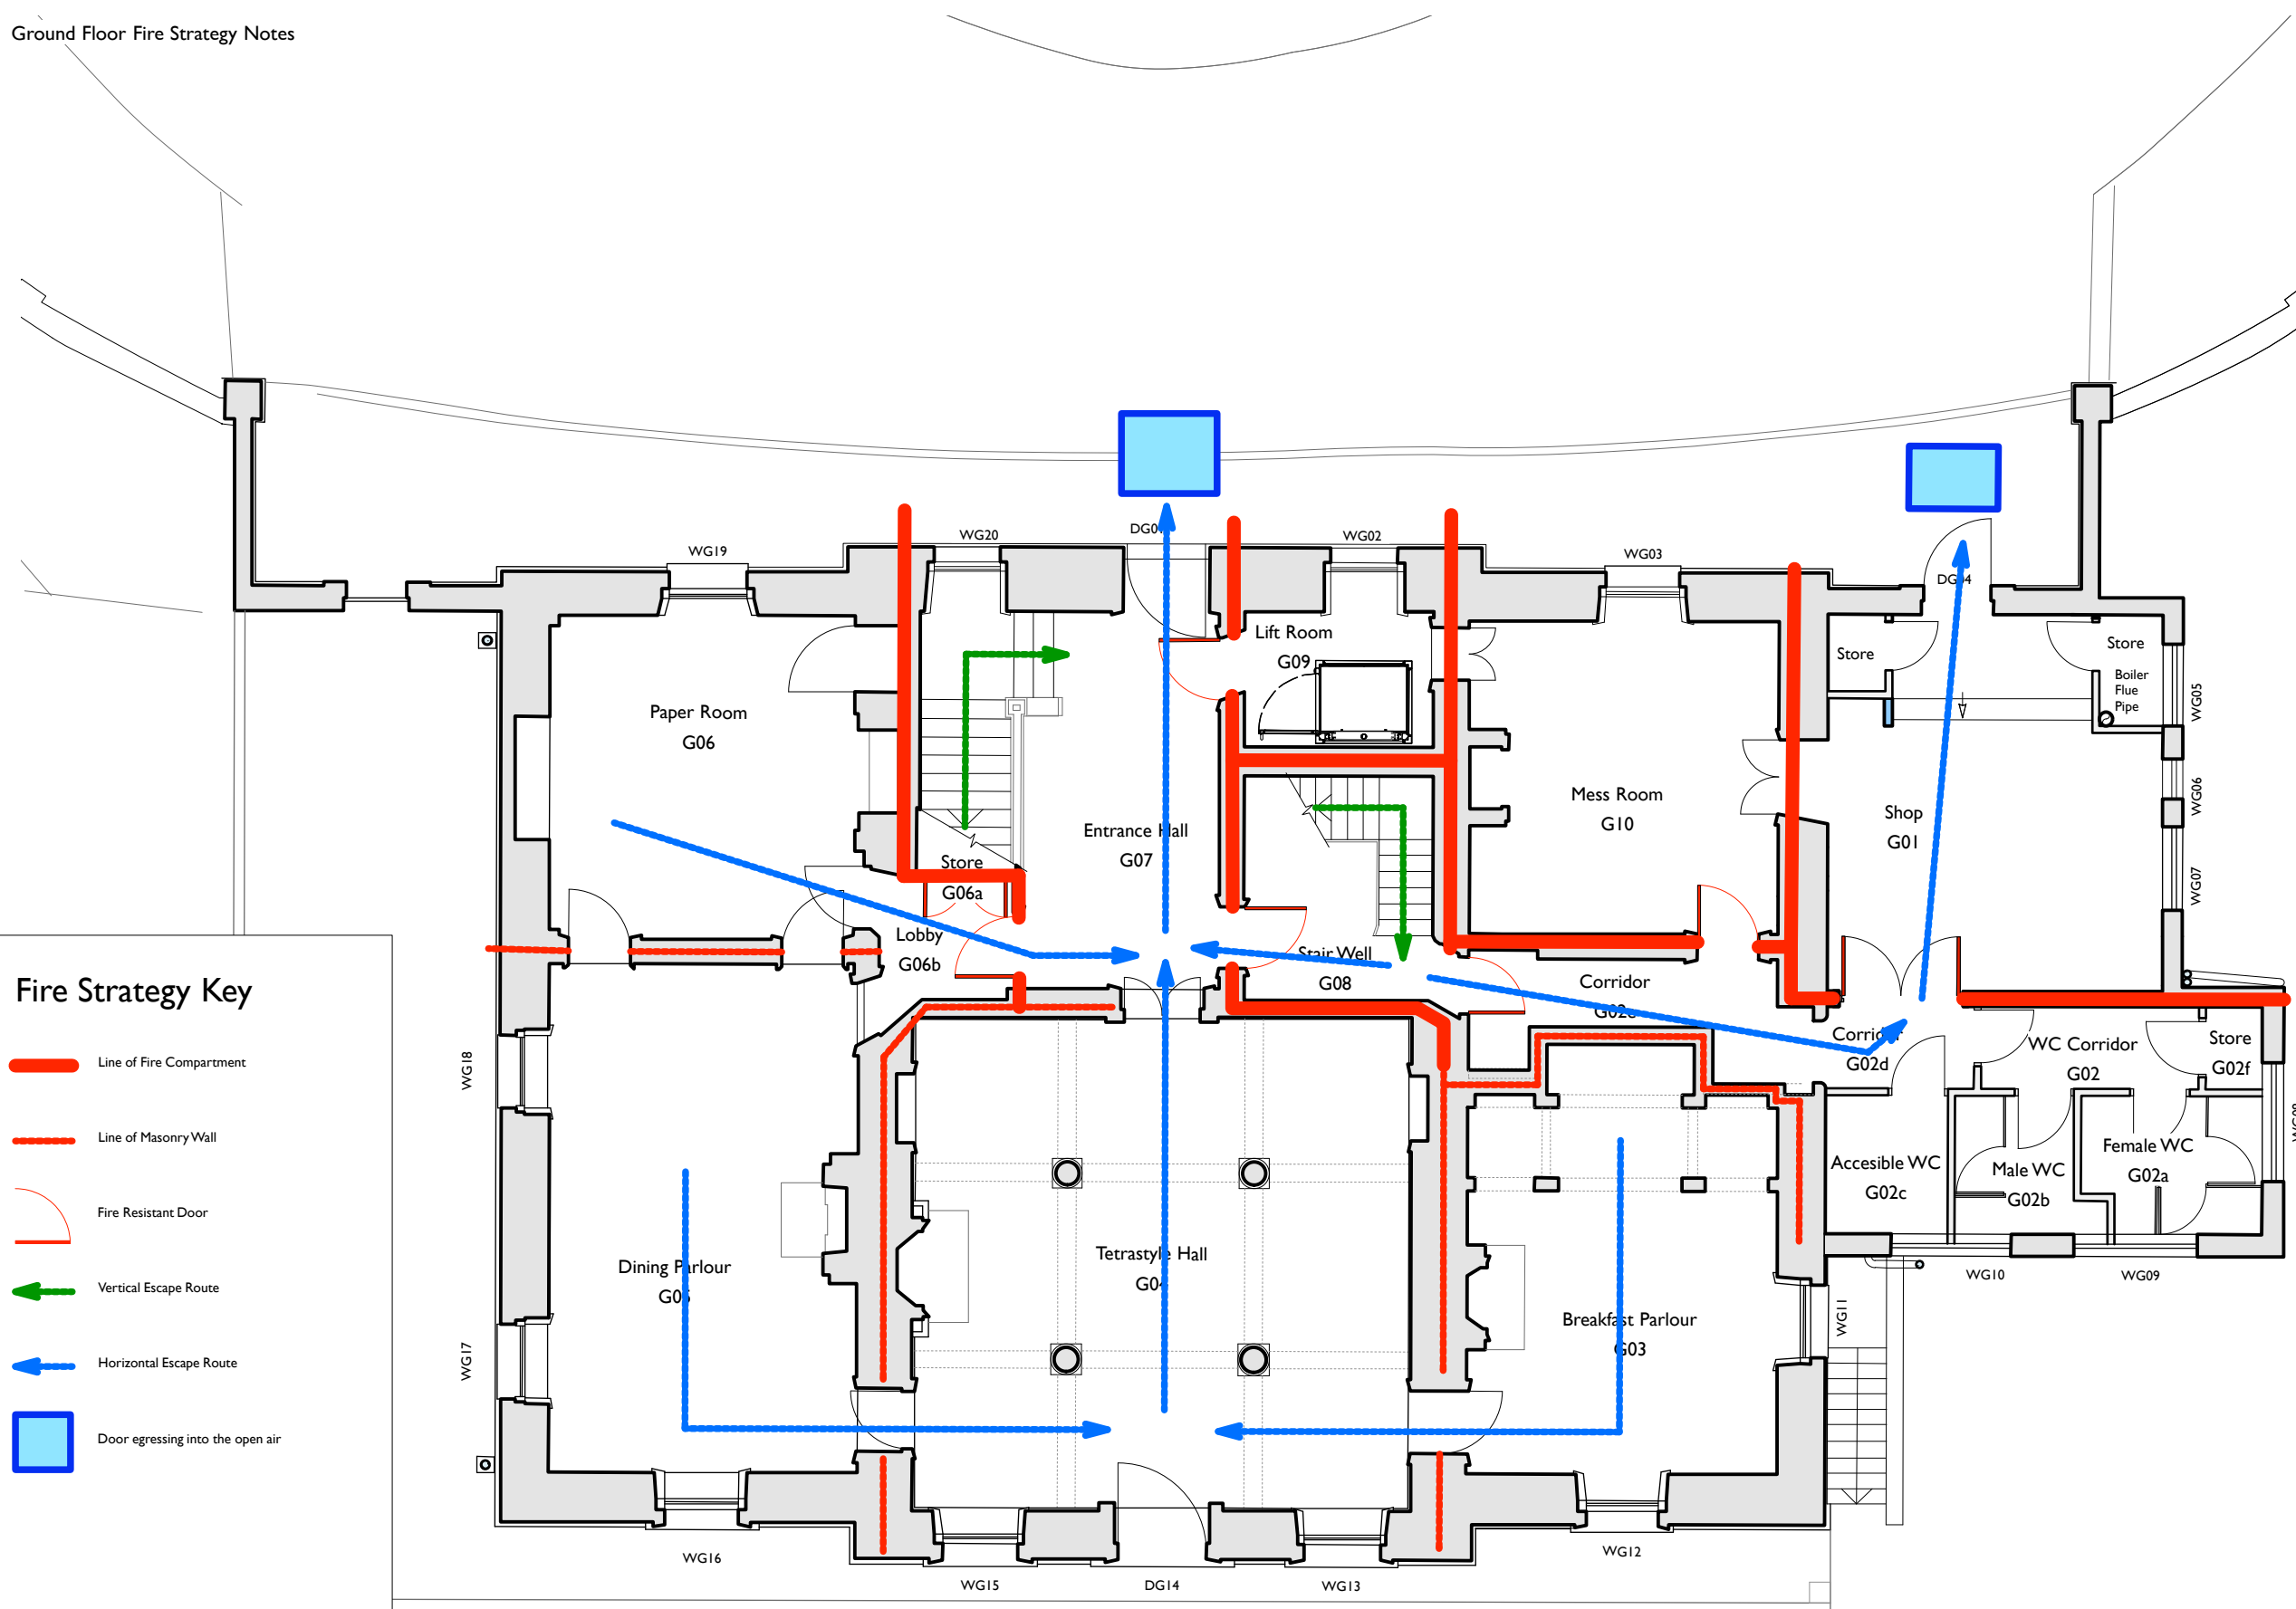 Ground Floor Fire Strategy Notes
WG20
DG0
WG02
WG19
WG03
DG04
Lift Room
G09
Store
Store
Boiler
Flue
Pipe
WG05
Paper Room
G06
Mess Room
G10
WG06
Shop
G01
Entrance Hall
G07
Store
G06a
WG07
Lobby
G06b
Stair Well
G08
Corridor
Fire Strategy Key
Corridor
G02d
WC Corridor
G02
Store
G02f
Line of Fire Compartment
WG18
Line of Masonry Wall
Female WC
G02a
Accesible WC
G02c
Male WC
G02b
Fire Resistant Door
Tetrastyle Hall
G04
Dining Parlour
G05
WG10
WG09
Vertical Escape Route
Breakfast Parlour
G03
WG11
WG17
Horizontal Escape Route
Door egressing into the open air
WG16
WG12
WG15
DG14
WG13